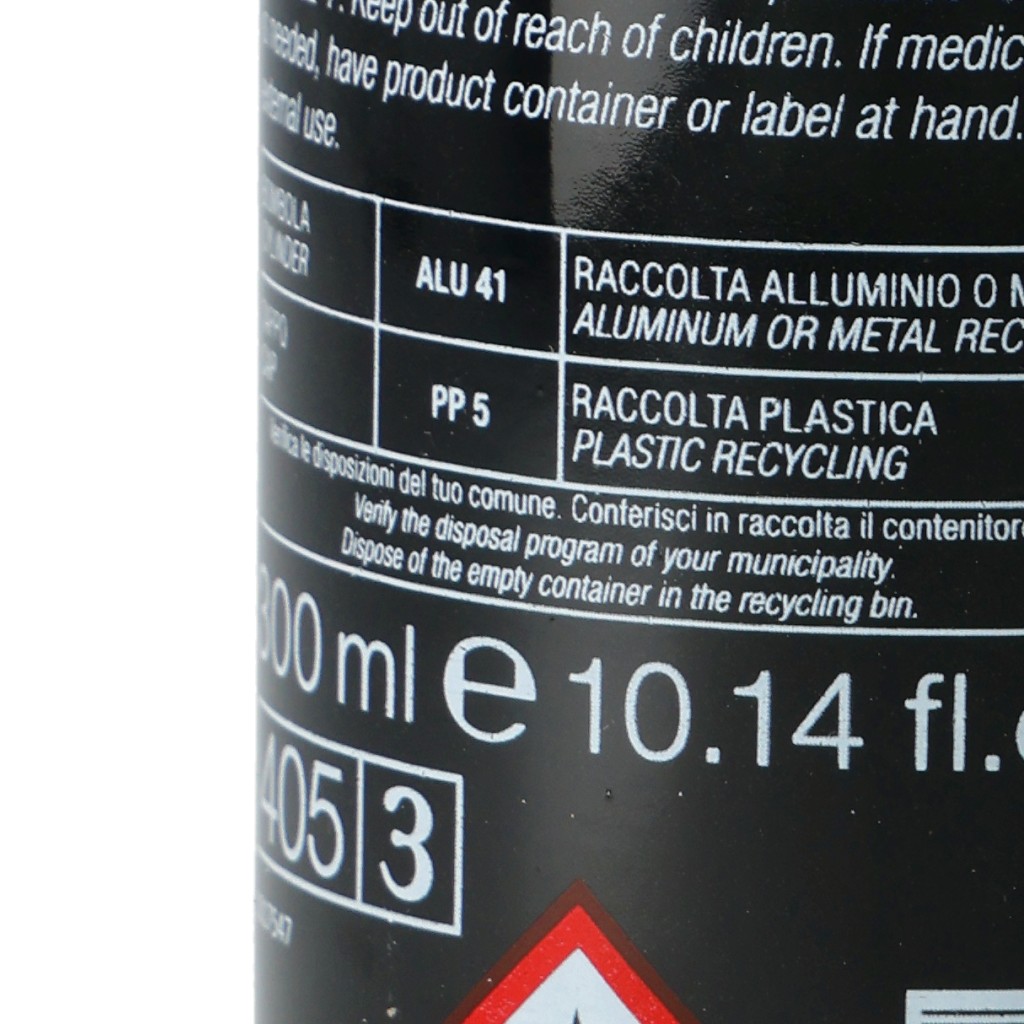 Keep out of reach of children. If medic
needed, have product container or label at hand.
use.
ALU 41
RACCOLTA ALLUMINIO O M
ALUMINUM OR METAL REC
PP 5
RACCOLTA PLASTICA
PLASTIC RECYCLING
Verifica le disposizioni del tuo comune. Conferisci in raccolta il contenitore
Verify the disposal program of your municipality.
Dispose of the empty container in the recycling bin.
300 ml e 10.14 fl.
405 3